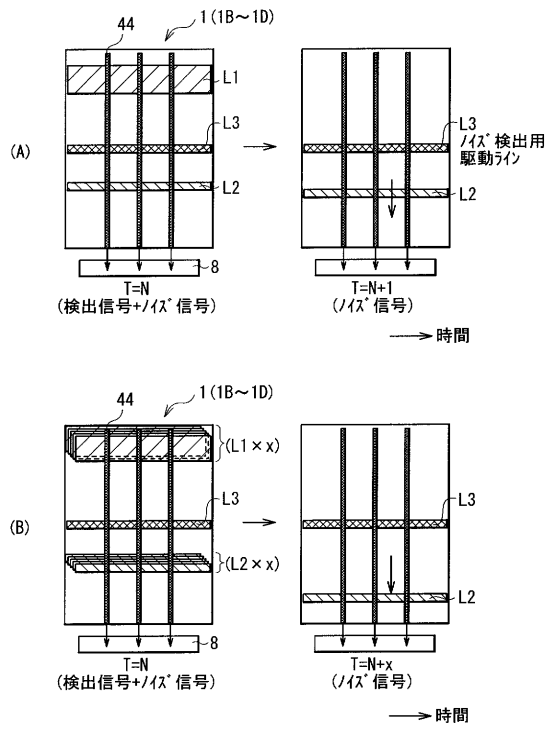 44
1(1B~1D)
L1
L3
(A)
L3
ノイズ検出用
駆動ライン
L2
L2
8
T=N
(検出信号+ノイズ信号)
T=N+1
(ノイズ信号)
時間
44
1(1B~1D)
(L1×x)
L3
L3
(B)
(L2×x)
L2
8
T=N
(検出信号+ノイズ信号)
T=N+x
(ノイズ信号)
時間